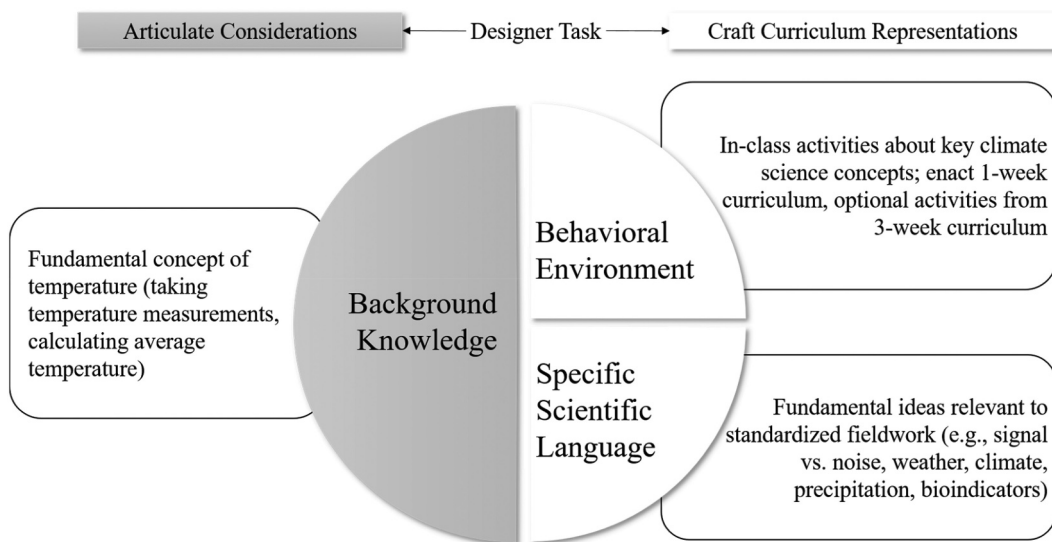 Articulate Considerations
Designer Task
Craft Curriculum Representations
Fundamental concept of
temperature (taking
temperature measurements,
calculating average
temperature)
Background
Knowledge
Behavioral
Environment
In-class activities about key climate
science concepts; enact 1-week
curriculum, optional activities from
3-week curriculum
Specific
Scientific
Language
Fundamental ideas relevant to
standardized fieldwork (e.g., signal
vs. noise, weather, climate,
precipitation, bioindicators)